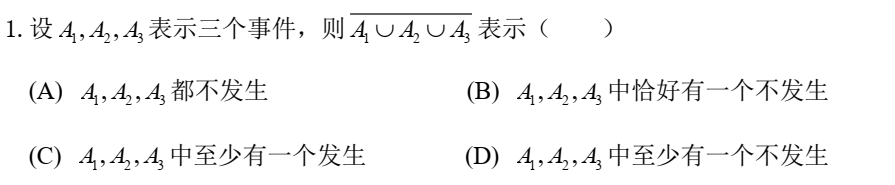 1. 设 A₁, A₂, A₃ 表示三个事件，则 $\overline{A_1 \cup A_2 \cup A_3}$ 表示（　　）
(A) A₁, A₂, A₃ 都不发生 (B) A₁, A₂, A₃ 中恰好有一个不发生
(C) A₁, A₂, A₃ 中至少有一个发生 (D) A₁, A₂, A₃ 中至少有一个不发生